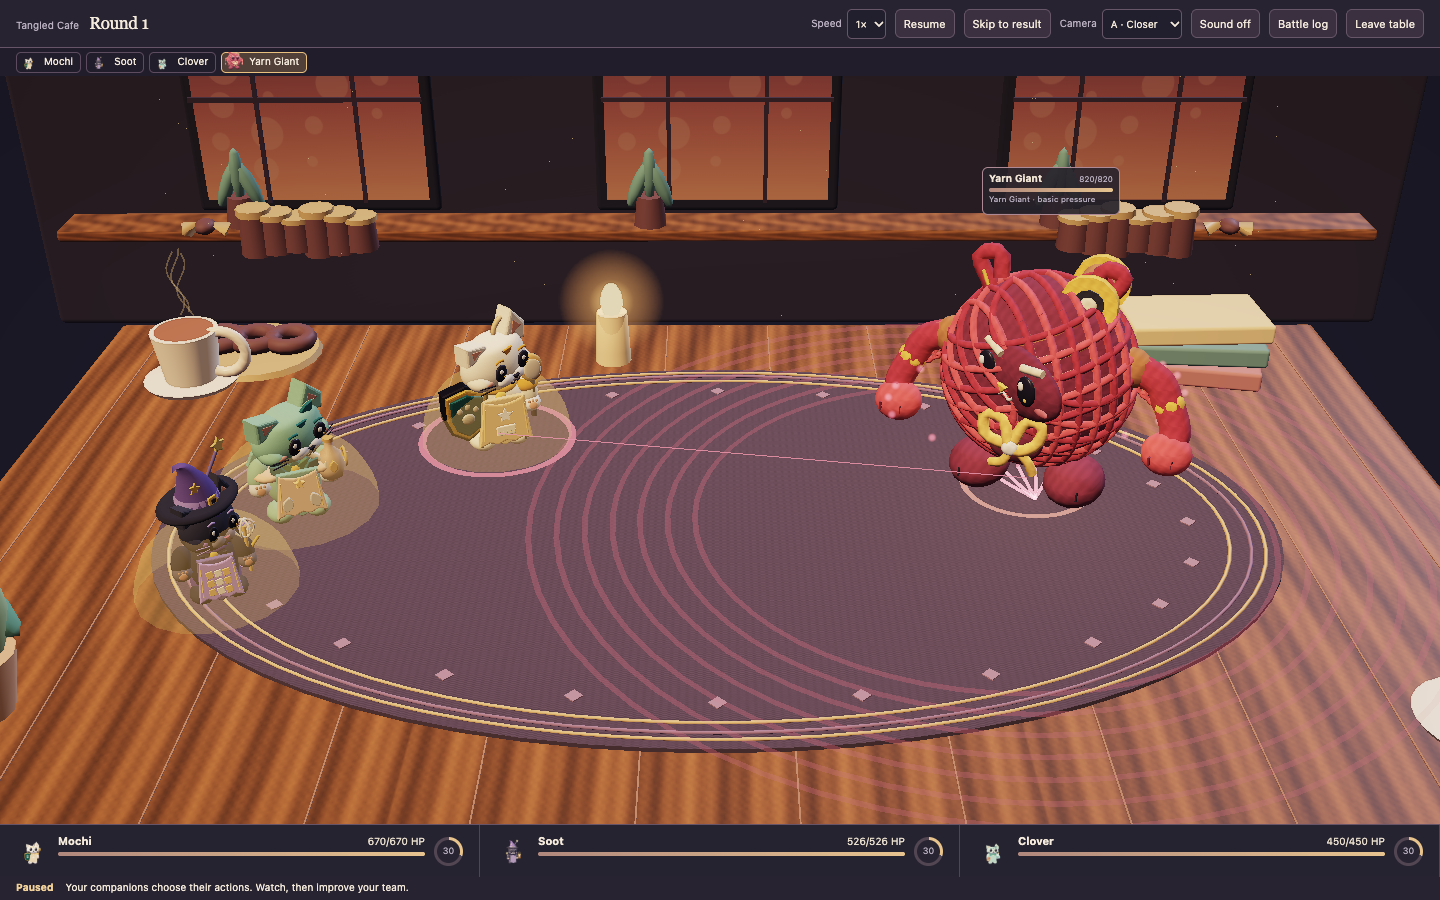 Tangled Cafe Round 1 Speed 1x Resume Skip to result Camera A · Closer Sound off Battle log Leave table
Mochi Soot Clover Yarn Giant
Yarn Giant 820/820
Yarn Giant · basic pressure
Mochi 670/670 HP 30 Soot 526/526 HP 30 Clover 450/450 HP 30
Paused Your companions choose their actions. Watch, then improve your team.